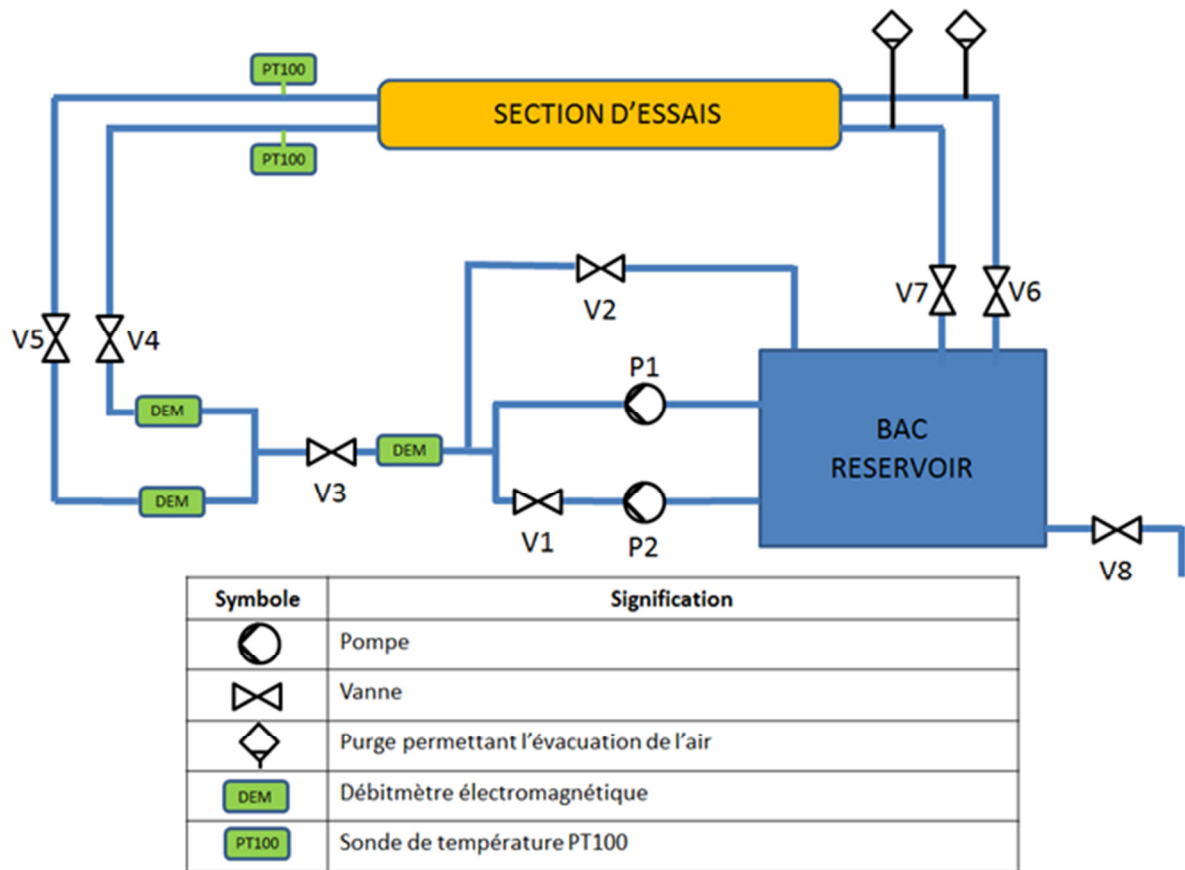 PT100
SECTION D'ESSAIS
PT100
V5
V4
V2
V7
V6
P1
DEM
DEM
V3
DEM
V1
P2
BAC
RESERVOIR
V8
Symbole Signification
Pompe
Vanne
Purge permettant l'évacuation de l'air
DEM Débitmètre électromagnétique
PT100 Sonde de température PT100